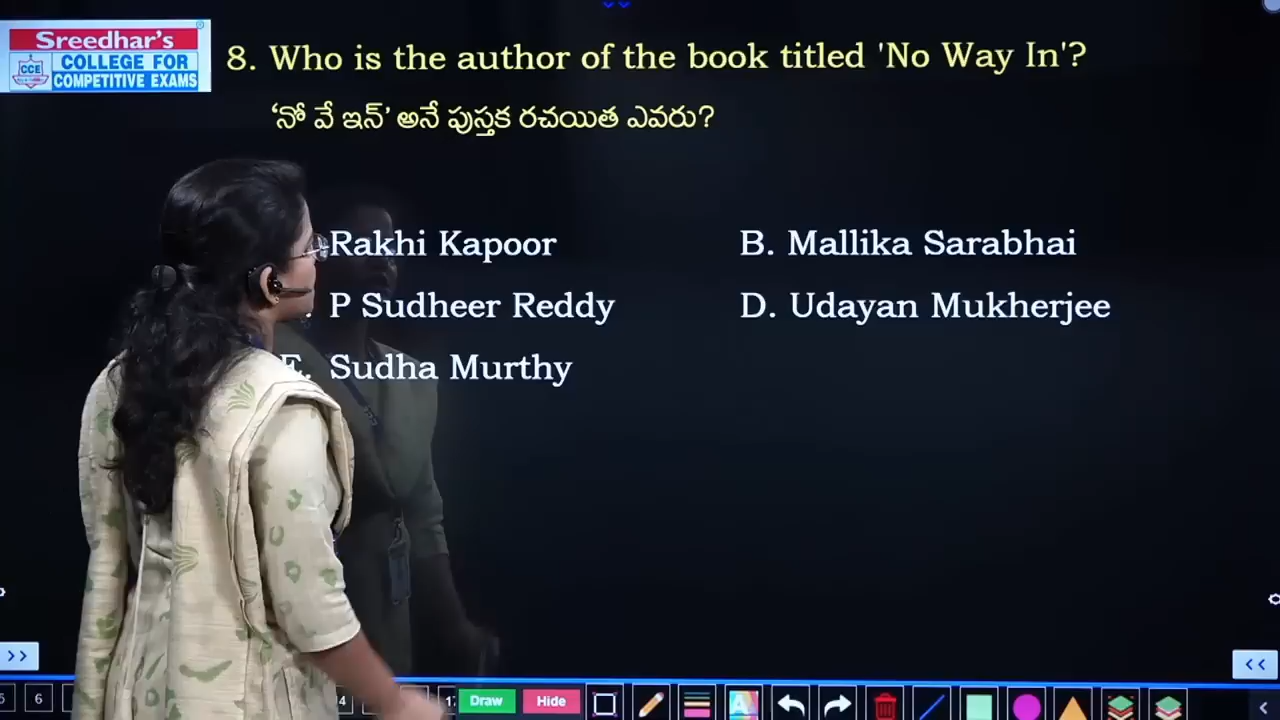 Sreedhar's
CCE
COLLEGE FOR
COMPETITIVE EXAMS
8. Who is the author of the book titled 'No Way In'?
‘నో వే ఇన్’ అనే పుస్తక రచయిత ఎవరు?
Rakhi Kapoor
B. Mallika Sarabhai
P Sudheer Reddy
D. Udayan Mukherjee
E. Sudha Murthy
>>
<<
6
Draw
Hide